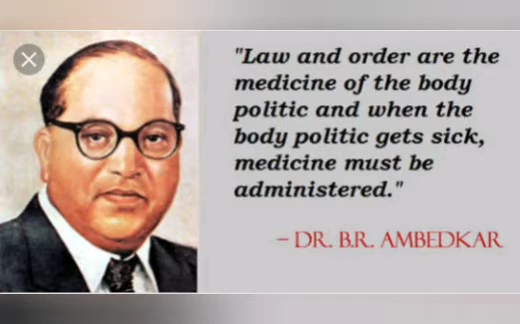 "Law and order are the
medicine of the body
politic and when the
body politic gets sick,
medicine must be
administered."
– DR. B.R. AMBEDKAR